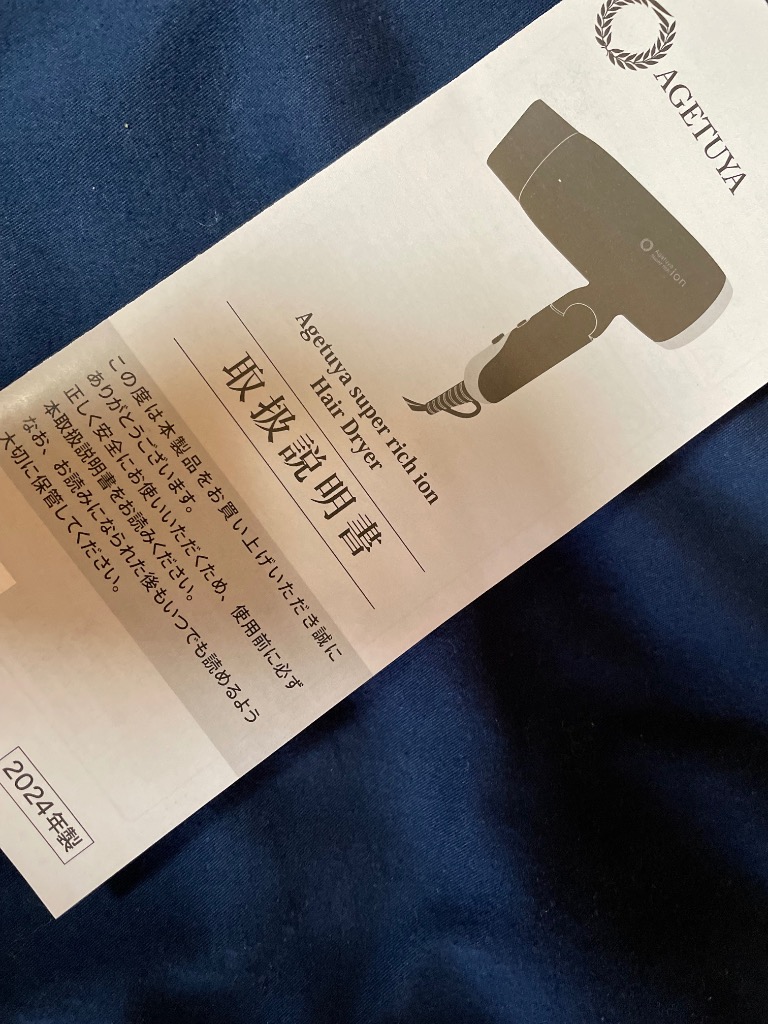 AGETUYA
Agetuya
super rich
ion
Agetuya super rich ion
Hair Dryer
取扱説明書
この度は本製品をお買い上げいただき誠に
ありがとうございます。
正しく安全にお使いいただくため、使用前に必ず
本取扱説明書をお読みください。
なお、お読みになられた後もいつでも読めるよう
大切に保管してください。
2024年製